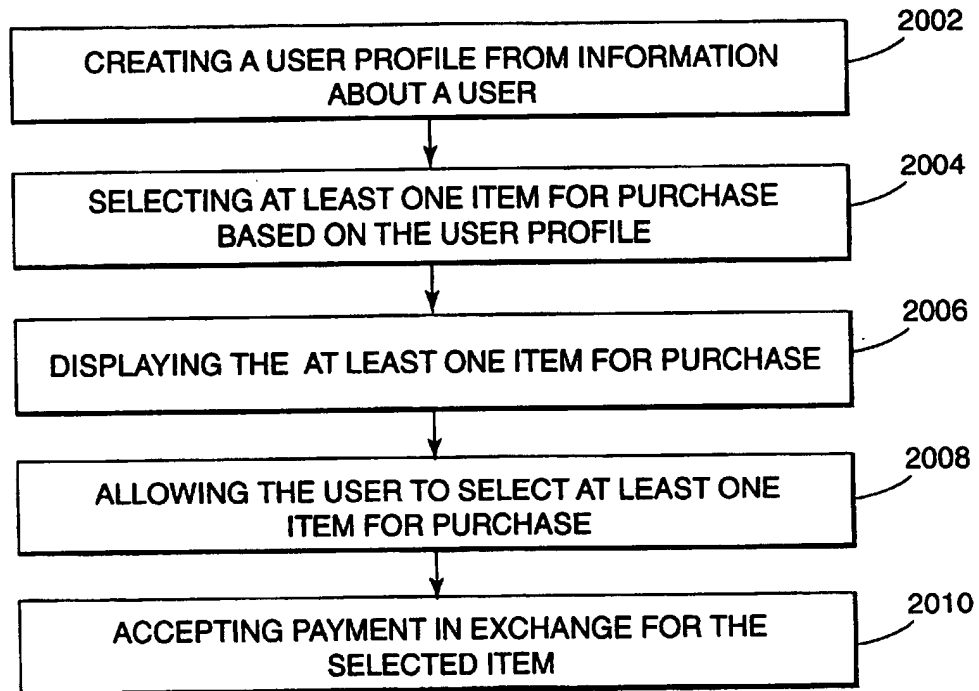 2002
CREATING A USER PROFILE FROM INFORMATION
ABOUT A USER
2004
SELECTING AT LEAST ONE ITEM FOR PURCHASE
BASED ON THE USER PROFILE
2006
DISPLAYING THE AT LEAST ONE ITEM FOR PURCHASE
2008
ALLOWING THE USER TO SELECT AT LEAST ONE
ITEM FOR PURCHASE
2010
ACCEPTING PAYMENT IN EXCHANGE FOR THE
SELECTED ITEM